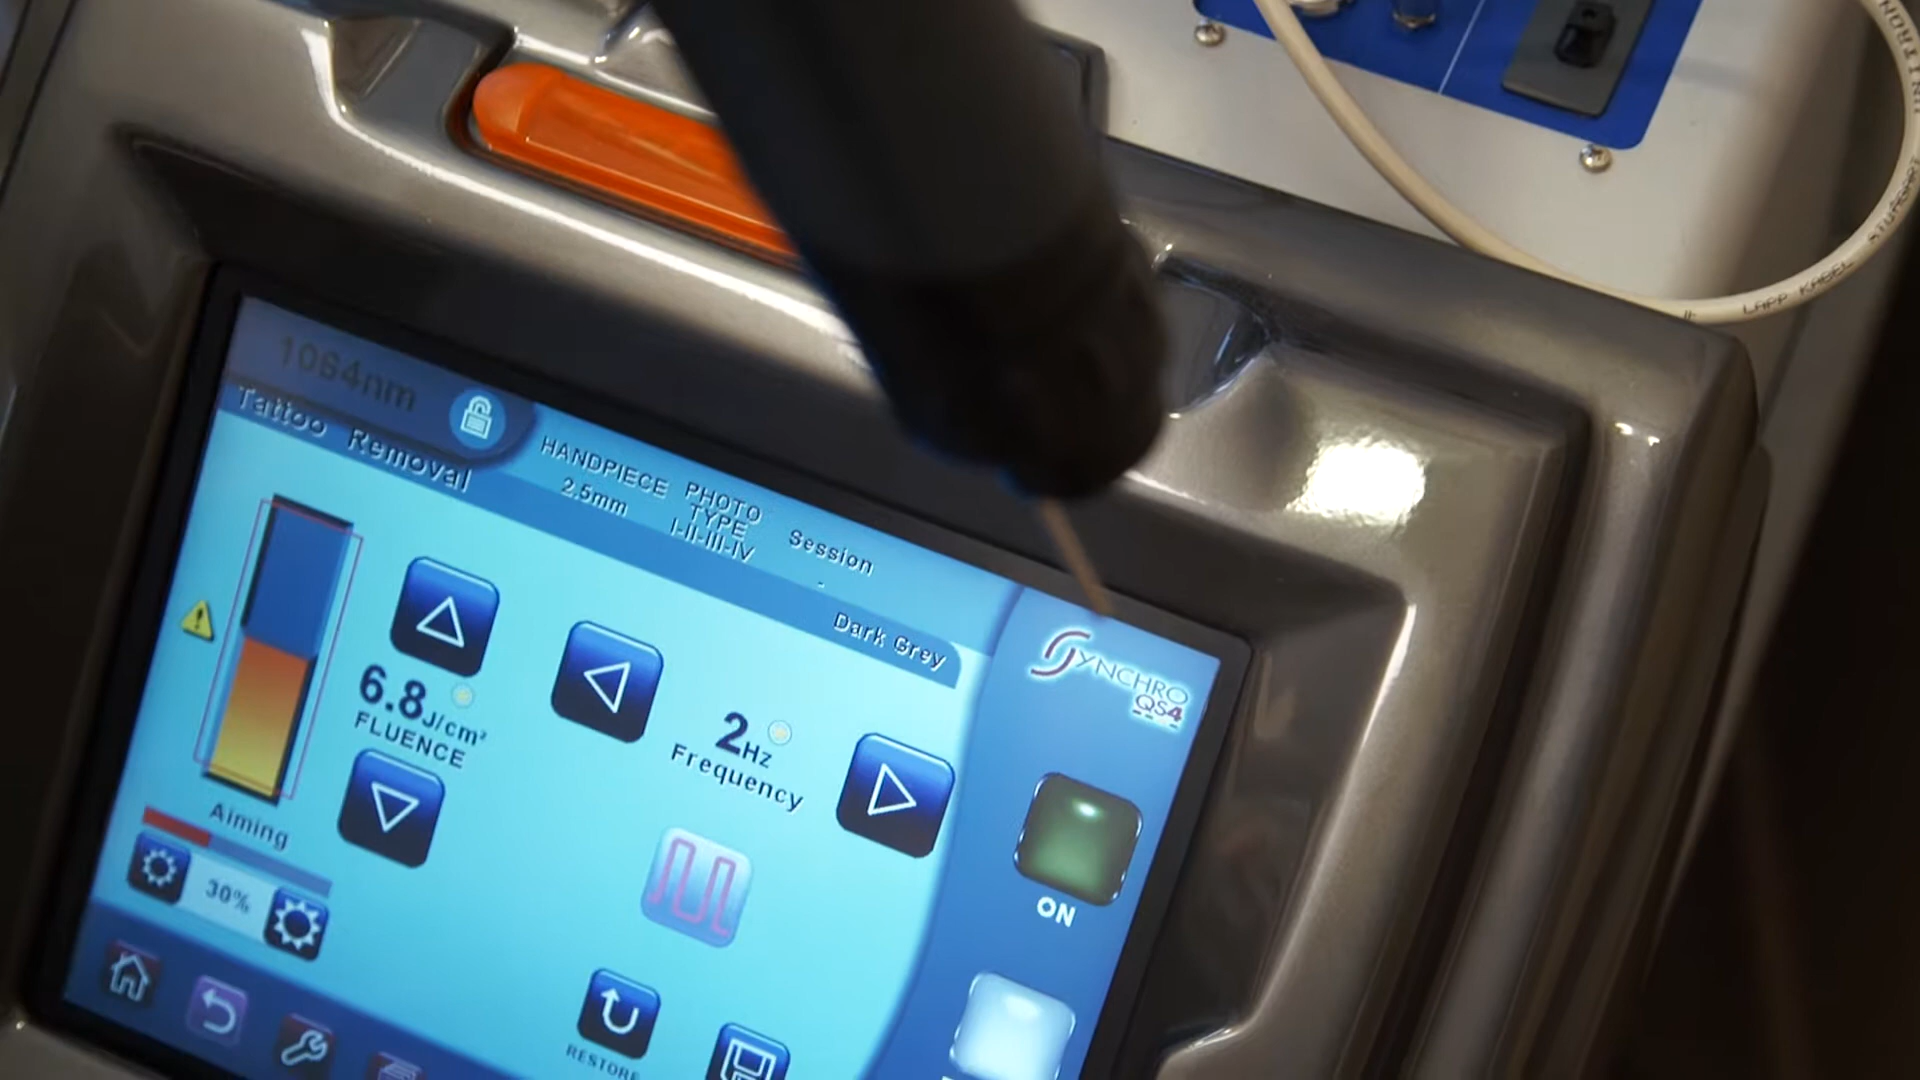 1064nm
Tattoo Removal
HANDPIECE
2.5mm
PHOTO
TYPE
I-II-III-IV
Session
-
Dark Grey
SYNCHRO
QS4
6.8 J/cm²
FLUENCE
2Hz
Frequency
Aiming
30%
ON
RESTORE
LAPP KABEL